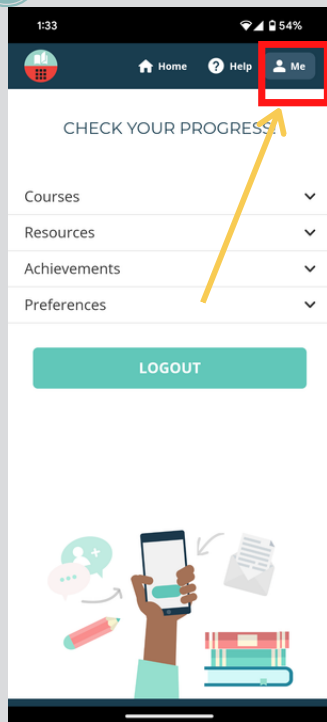 1:33 54%
Home Help Me
CHECK YOUR PROGRESS!
Courses
Resources
Achievements
Preferences
LOGOUT